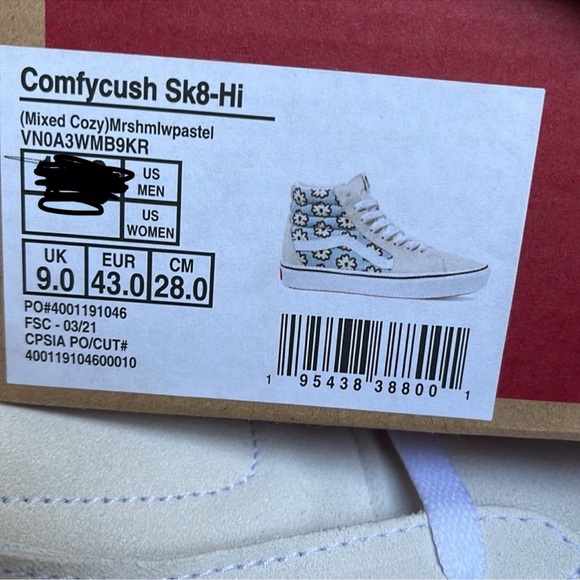 Comfycush Sk8-Hi
(Mixed Cozy)Mrshmlwpastel
VN0A3WMB9KR
US
MEN
US
WOMEN
UK
9.0
EUR
43.0
CM
28.0
PO#4001191046
FSC - 03/21
CPSIA PO/CUT#
400119104600010
1 95438 38800 1